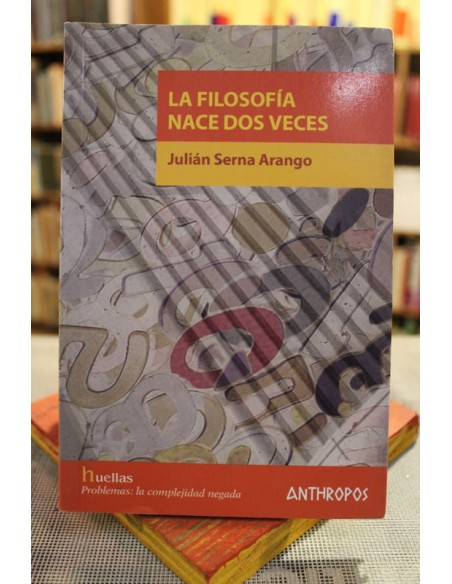 LA FILOSOFÍA
NACE DOS VECES
Julián Serna Arango
huellas
Problemas: la complejidad negada
ANTHROPOS